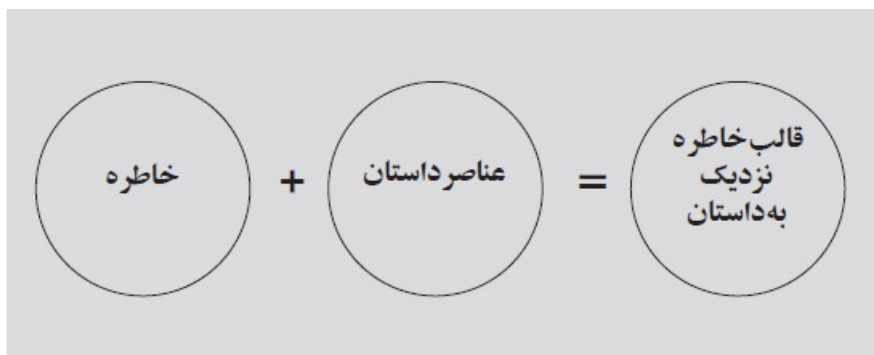 خاطره
+
عناصر داستان
=
قالب خاطره
نزدیک
به داستان